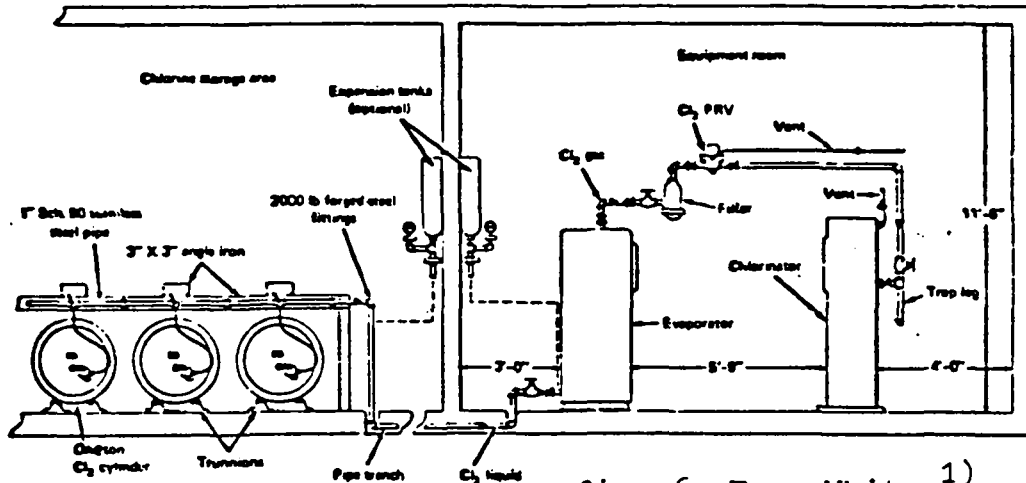 Chlorine storage area
Expansion tanks
(optional)
Equipment room
Cl₂ PRV
Vent
Cl₂ gas
Vent
2000 lb forged steel
fittings
1" Sch. 80 seamless
steel pipe
3" X 3" angle iron
Filter
11'-6"
Chlorinator
Trap leg
Evaporator
3'-0"
4'-0"
One-ton
Cl₂ cylinder
Trunnions
Pipe trench
Cl₂ liquid
1)